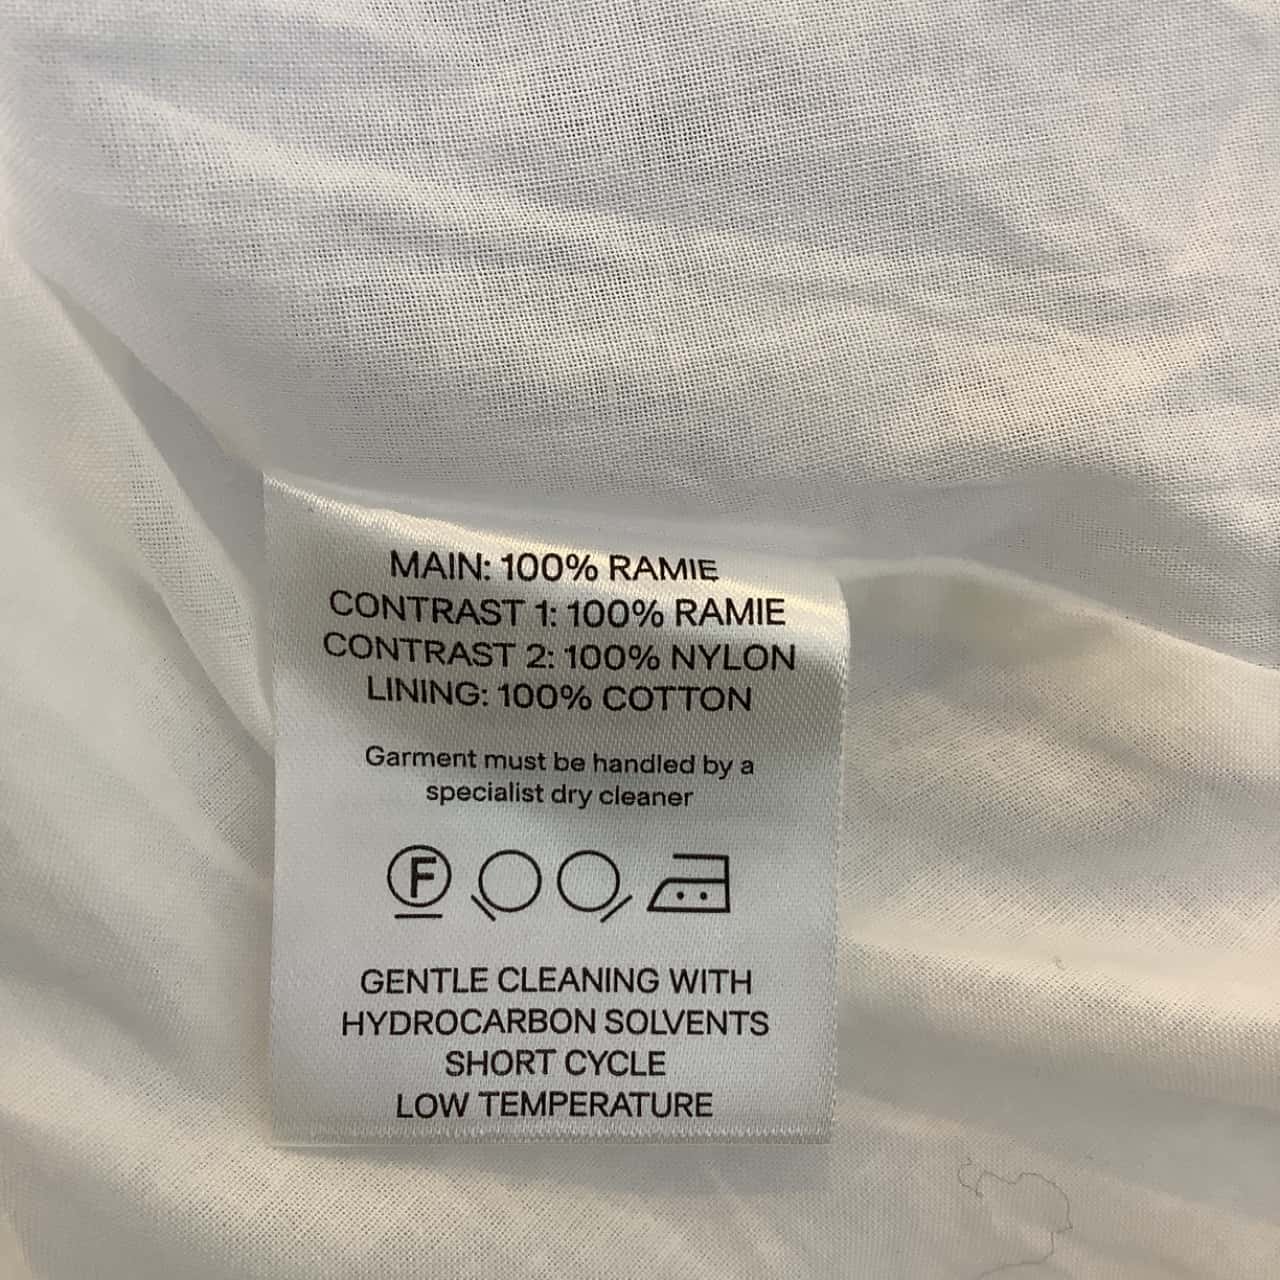 MAIN: 100% RAMIE
CONTRAST 1: 100% RAMIE
CONTRAST 2: 100% NYLON
LINING: 100% COTTON
Garment must be handled by a
specialist dry cleaner
F
GENTLE CLEANING WITH
HYDROCARBON SOLVENTS
SHORT CYCLE
LOW TEMPERATURE